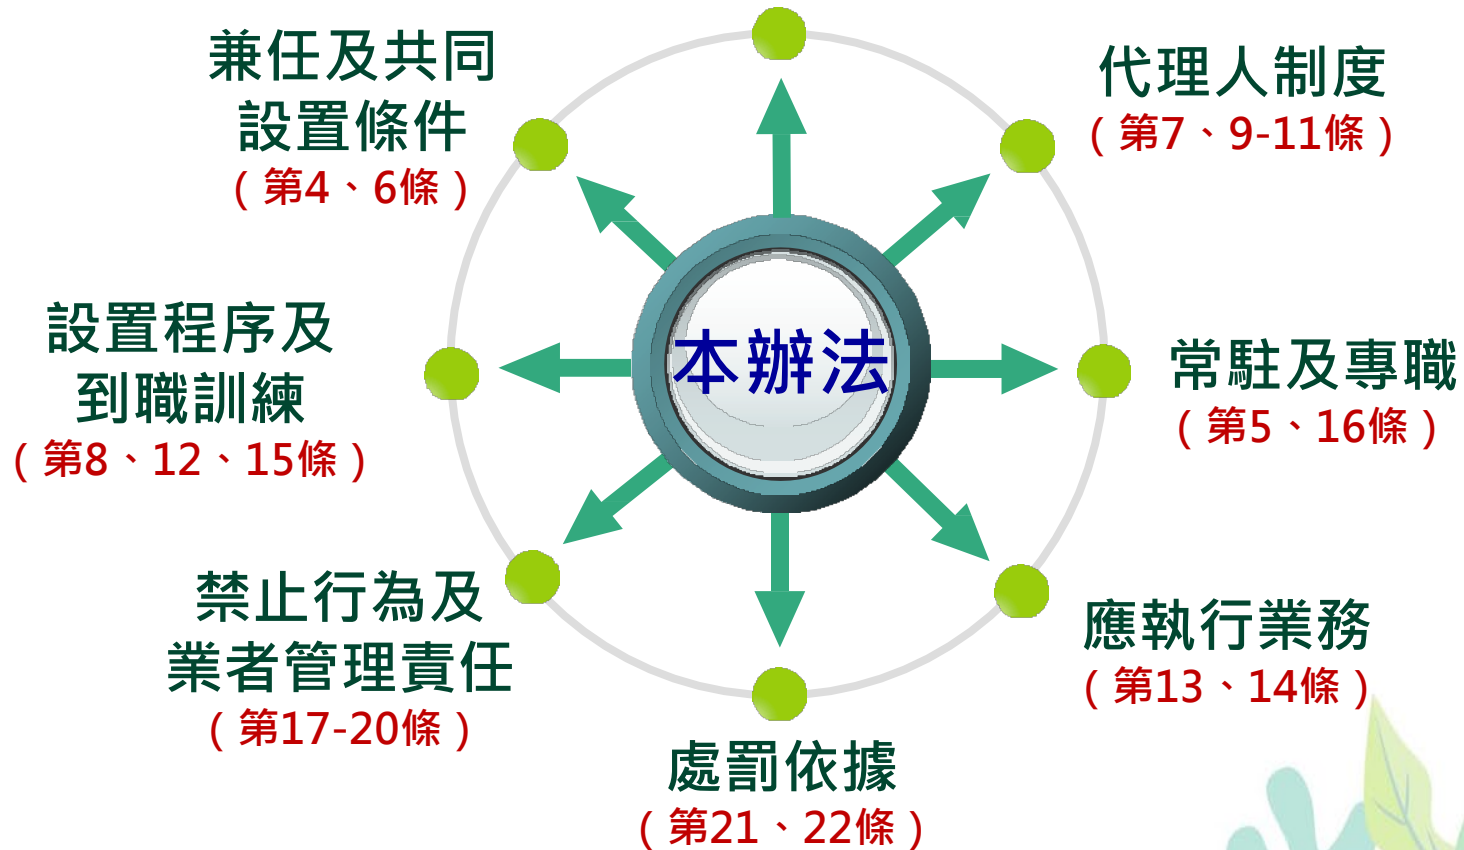 兼任及共同
設置條件
（第4、6條）
代理人制度
（第7、9-11條）
設置程序及
到職訓練
（第8、12、15條）
本辦法
常駐及專職
（第5、16條）
禁止行為及
業者管理責任
（第17-20條）
應執行業務
（第13、14條）
處罰依據
（第21、22條）